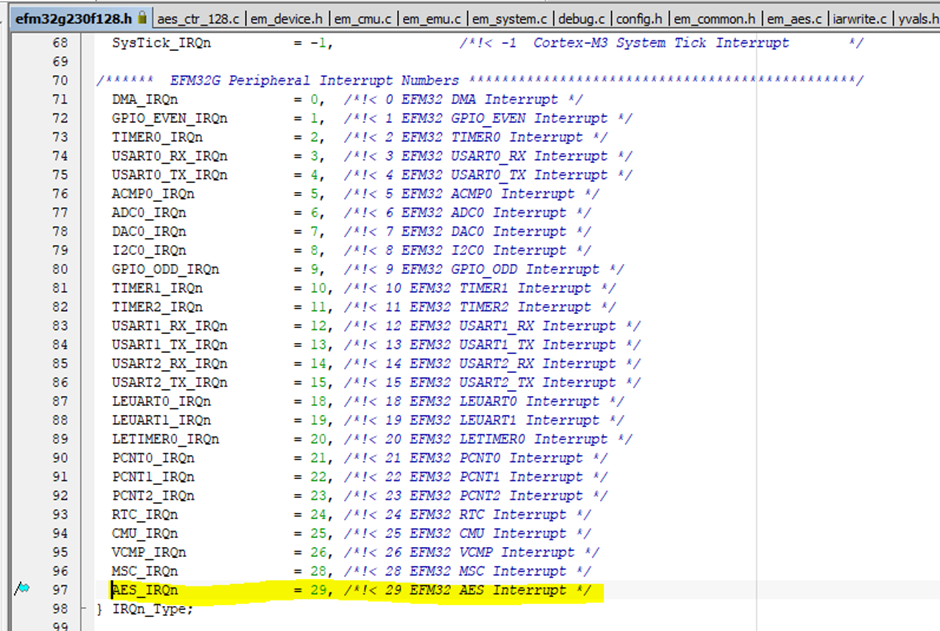 efm32g230f128.h aes_ctr_128.c em_device.h em_cmu.c em_emu.c em_system.c debug.c config.h em_common.h em_aes.c iarwrite.c yvals.h
68 SysTick_IRQn = -1, /*!< -1 Cortex-M3 System Tick Interrupt */
69
70 /****** EFM32G Peripheral Interrupt Numbers ***********************************************/
71 DMA_IRQn = 0, /*!< 0 EFM32 DMA Interrupt */
72 GPIO_EVEN_IRQn = 1, /*!< 1 EFM32 GPIO_EVEN Interrupt */
73 TIMER0_IRQn = 2, /*!< 2 EFM32 TIMER0 Interrupt */
74 USART0_RX_IRQn = 3, /*!< 3 EFM32 USART0_RX Interrupt */
75 USART0_TX_IRQn = 4, /*!< 4 EFM32 USART0_TX Interrupt */
76 ACMP0_IRQn = 5, /*!< 5 EFM32 ACMP0 Interrupt */
77 ADC0_IRQn = 6, /*!< 6 EFM32 ADC0 Interrupt */
78 DAC0_IRQn = 7, /*!< 7 EFM32 DAC0 Interrupt */
79 I2C0_IRQn = 8, /*!< 8 EFM32 I2C0 Interrupt */
80 GPIO_ODD_IRQn = 9, /*!< 9 EFM32 GPIO_ODD Interrupt */
81 TIMER1_IRQn = 10, /*!< 10 EFM32 TIMER1 Interrupt */
82 TIMER2_IRQn = 11, /*!< 11 EFM32 TIMER2 Interrupt */
83 USART1_RX_IRQn = 12, /*!< 12 EFM32 USART1_RX Interrupt */
84 USART1_TX_IRQn = 13, /*!< 13 EFM32 USART1_TX Interrupt */
85 USART2_RX_IRQn = 14, /*!< 14 EFM32 USART2_RX Interrupt */
86 USART2_TX_IRQn = 15, /*!< 15 EFM32 USART2_TX Interrupt */
87 LEUART0_IRQn = 18, /*!< 18 EFM32 LEUART0 Interrupt */
88 LEUART1_IRQn = 19, /*!< 19 EFM32 LEUART1 Interrupt */
89 LETIMER0_IRQn = 20, /*!< 20 EFM32 LETIMER0 Interrupt */
90 PCNT0_IRQn = 21, /*!< 21 EFM32 PCNT0 Interrupt */
91 PCNT1_IRQn = 22, /*!< 22 EFM32 PCNT1 Interrupt */
92 PCNT2_IRQn = 23, /*!< 23 EFM32 PCNT2 Interrupt */
93 RTC_IRQn = 24, /*!< 24 EFM32 RTC Interrupt */
94 CMU_IRQn = 25, /*!< 25 EFM32 CMU Interrupt */
95 VCMP_IRQn = 26, /*!< 26 EFM32 VCMP Interrupt */
96 MSC_IRQn = 28, /*!< 28 EFM32 MSC Interrupt */
97 AES_IRQn = 29, /*!< 29 EFM32 AES Interrupt */
98 } IRQn_Type;
99